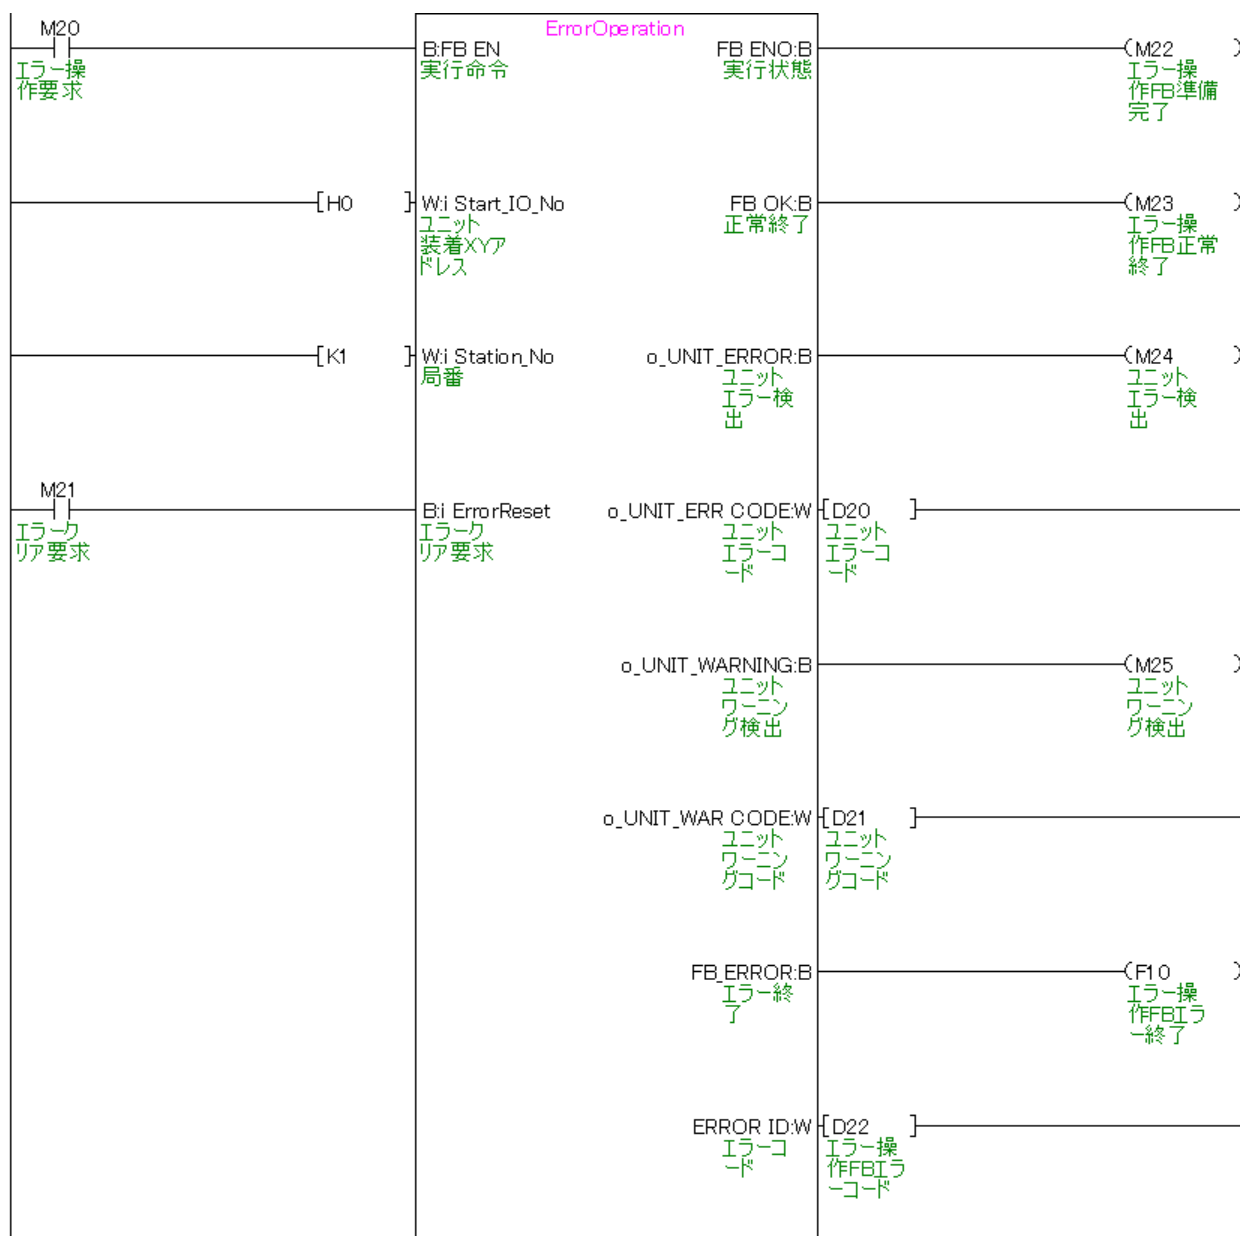 M20
ErrorOperation
B:FB EN
FB ENO:B
M22
エラー操
作要求
実行命令
実行状態
エラー操
作FB準備
完了
H0
W:i Start_IO_No
FB OK:B
M23
ユニット
装着XYア
ドレス
正常終了
エラー操
作FB正常
終了
K1
W:i Station_No
o_UNIT_ERROR:B
M24
局番
ユニット
エラー検
出
ユニット
エラー検
出
M21
B:i ErrorReset
o_UNIT_ERR CODE:W
D20
エラーク
リア要求
エラーク
リア要求
ユニット
エラーコ
ード
ユニット
エラーコ
ード
o_UNIT_WARNING:B
M25
ユニット
ワーニン
グ検出
ユニット
ワーニン
グ検出
o_UNIT_WAR CODE:W
D21
ユニット
ワーニン
グコード
ユニット
ワーニン
グコード
FB_ERROR:B
F10
エラー終
了
エラー操
作FBエラ
ー終了
ERROR ID:W
D22
エラーコ
ード
エラー操
作FBエラ
ーコード